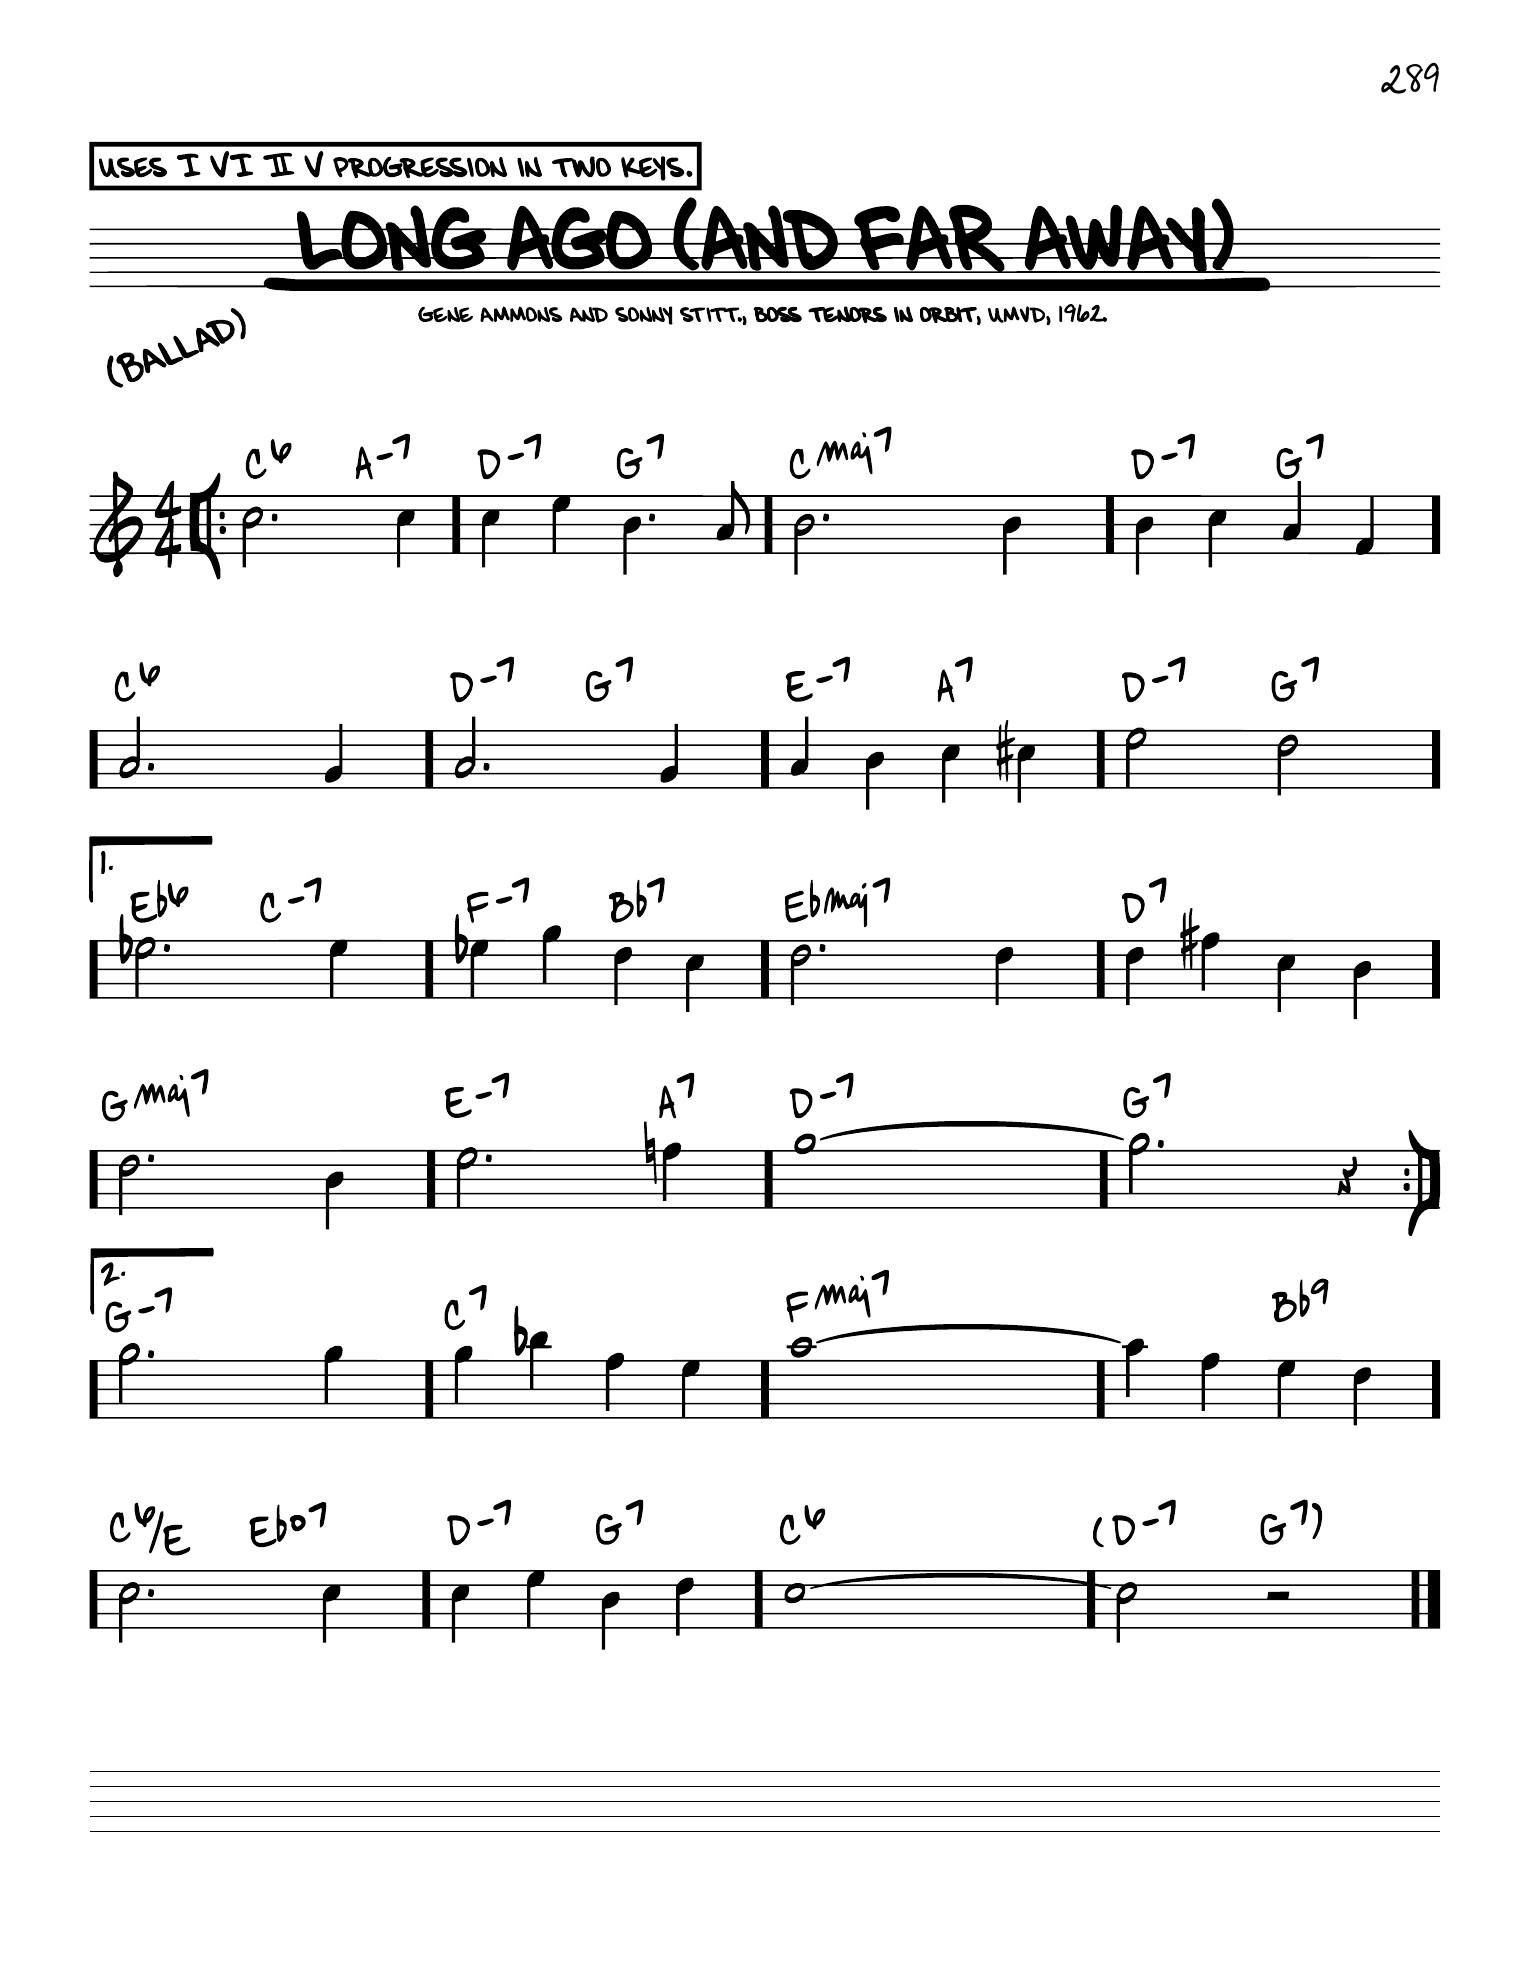 289
USES I VI II V PROGRESSION IN TWO KEYS.
LONG AGO (AND FAR AWAY)
GENE AMMONS AND SONNY STITT., BOSS TENORS IN ORBIT, UMVD, 1962.
(BALLAD)
C6 A-7 D-7 G7 Cmaj7 D-7 G7
4
4
C6 D-7 G7 E-7 A7 D-7 G7
1.
Eb6 C-7 F-7 Bb7 Ebmaj7 D7
Gmaj7 E-7 A7 D-7 G7
2.
G-7 C7 Fmaj7 Bb9
C6/E Ebo7 D-7 G7 C6 (D-7 G7)